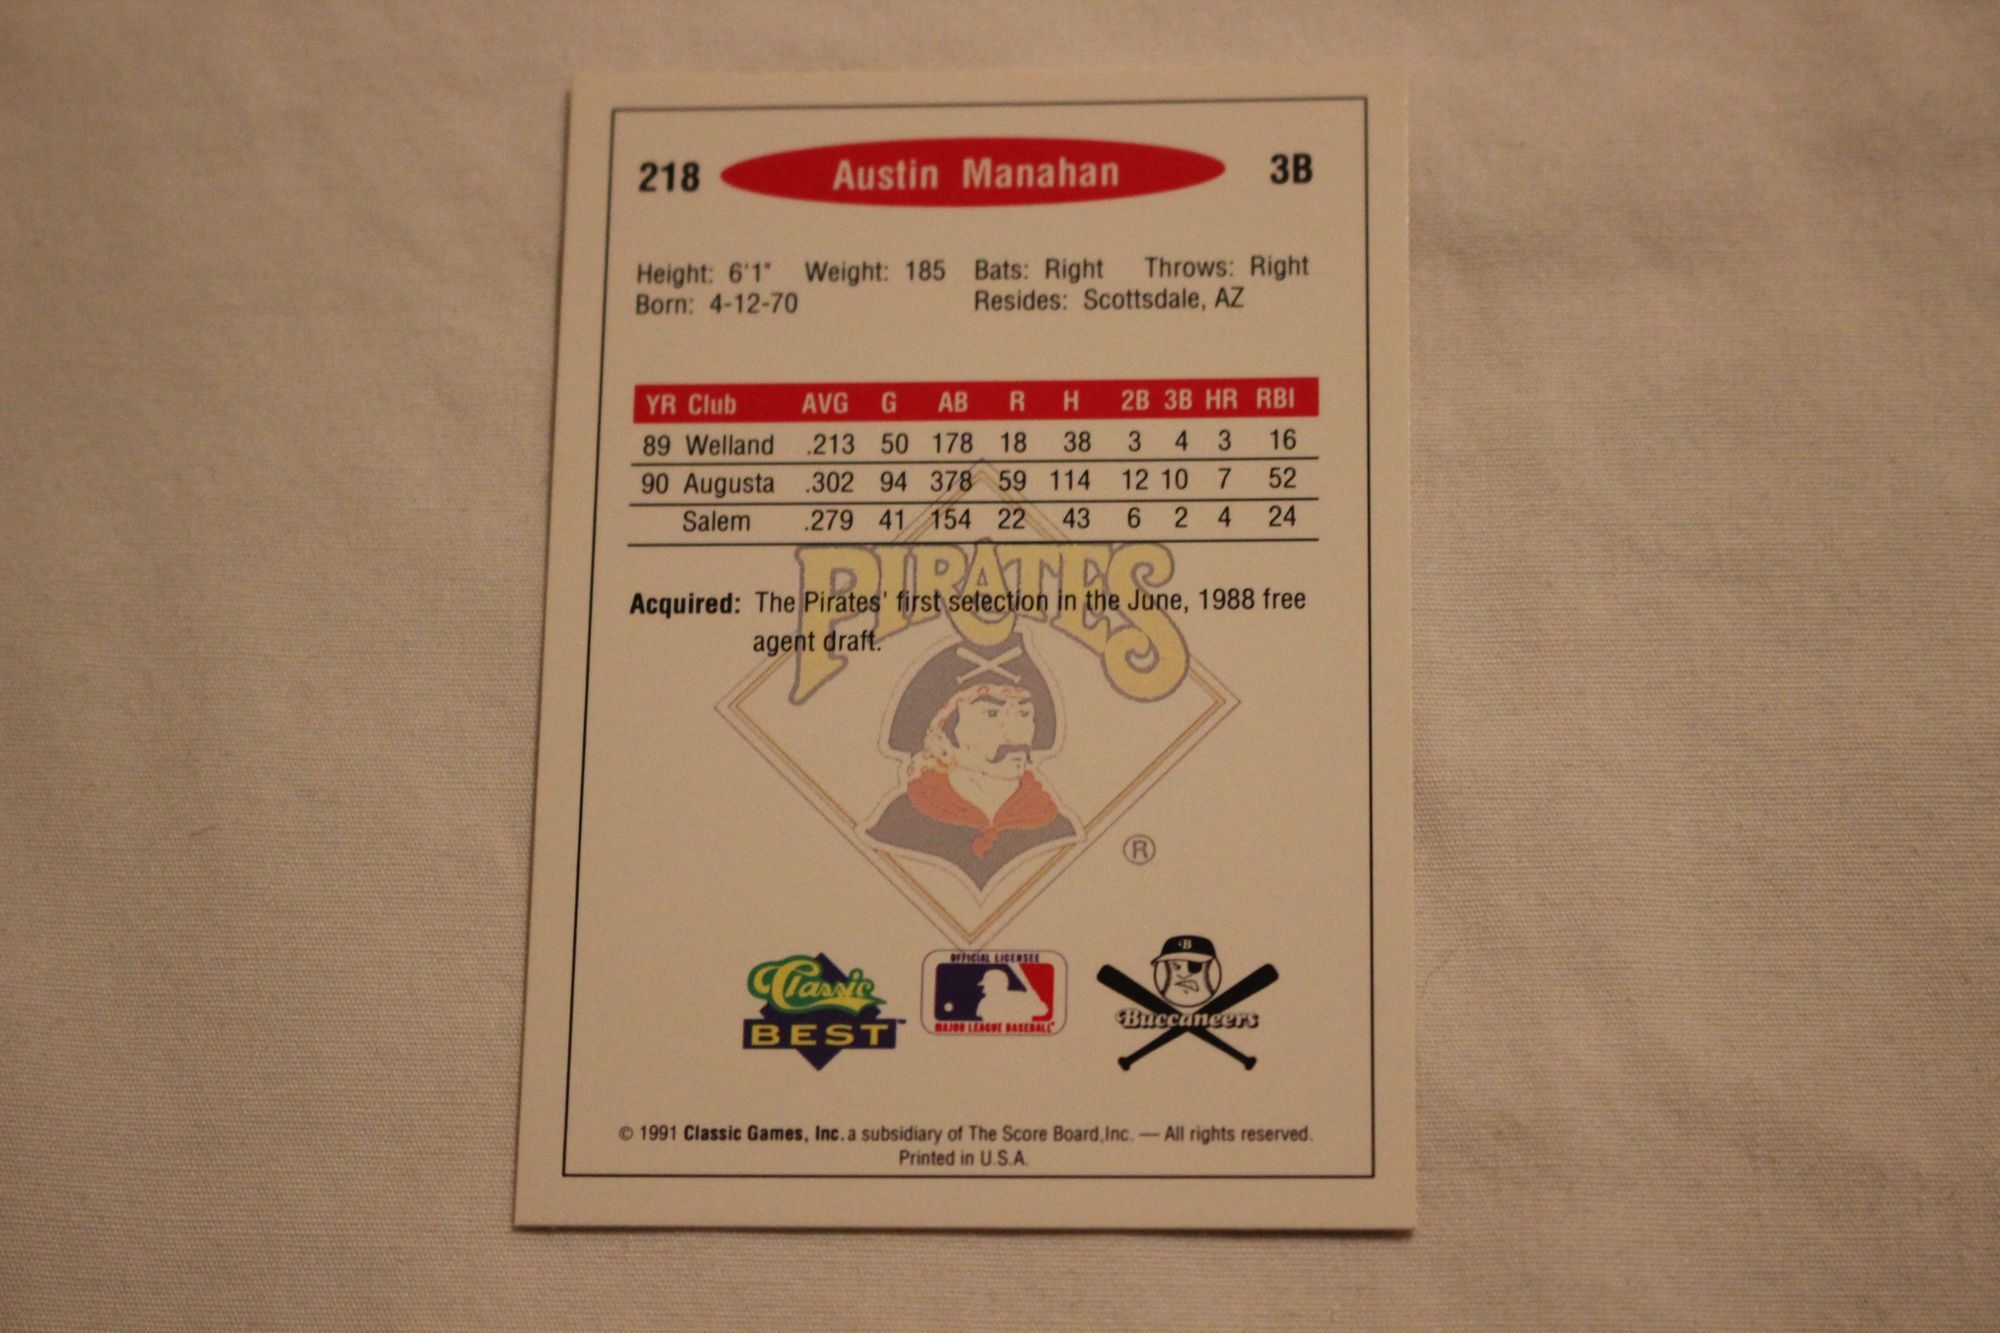 218 Austin Manahan 3B
Height: 6'1" Weight: 185 Bats: Right Throws: Right
Born: 4-12-70 Resides: Scottsdale, AZ
YR Club AVG G AB R H 2B 3B HR RBI
89 Welland .213 50 178 18 38 3 4 3 16
90 Augusta .302 94 378 59 114 12 10 7 52
Salem .279 41 154 22 43 6 2 4 24
PIRATES
Acquired: The Pirates' first selection in the June, 1988 free
agent draft.
®
Classic
BEST™
OFFICIAL LICENSEE
MAJOR LEAGUE BASEBALL
B
Buccaneers
© 1991 Classic Games, Inc. a subsidiary of The Score Board,Inc. — All rights reserved.
Printed in U.S.A.